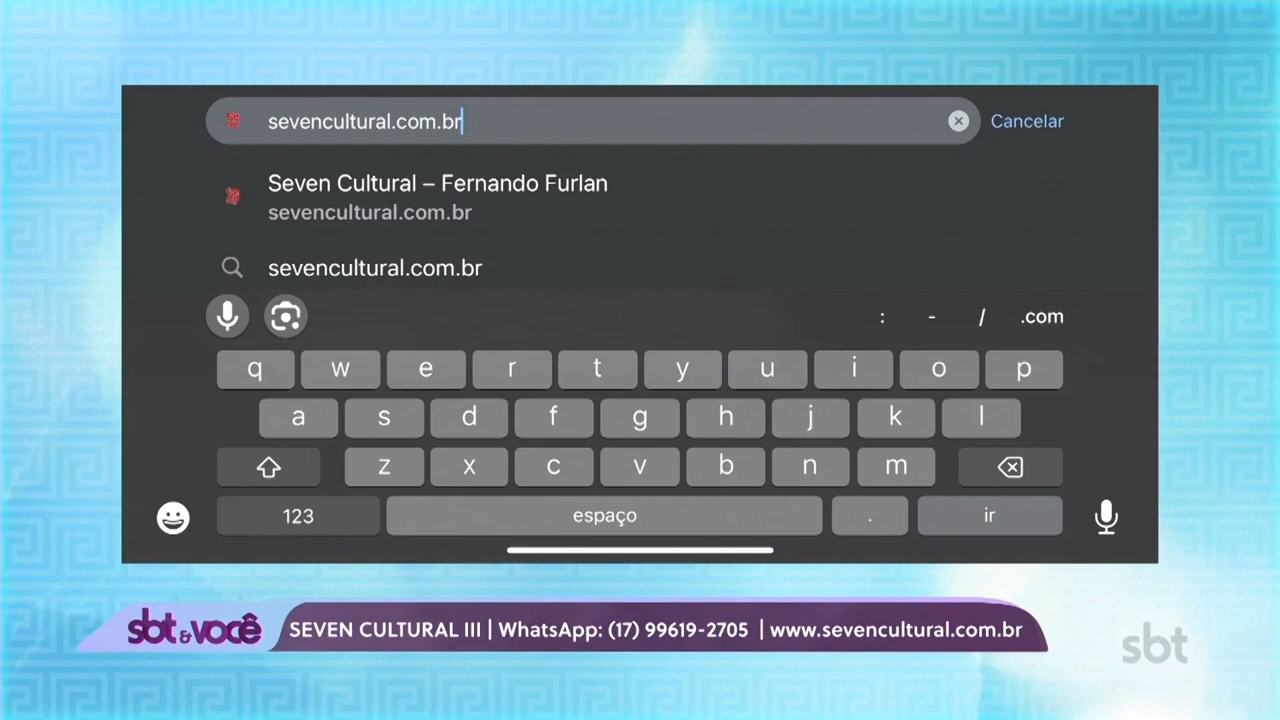 sevencultural.com.br
Cancelar
Seven Cultural – Fernando Furlan
sevencultural.com.br
sevencultural.com.br
: - / .com
q w e r t y u i o p
a s d f g h j k l
z x c v b n m
123 espaço . ir
sbt &você SEVEN CULTURAL III | WhatsApp: (17) 99619-2705 | www.sevencultural.com.br
sbt